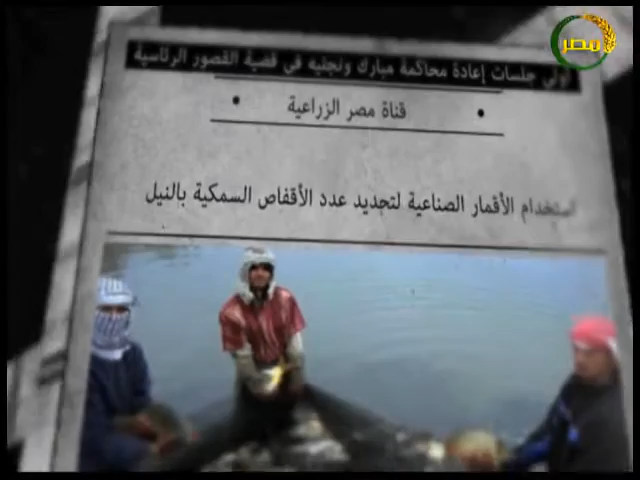 أولى جلسات إعادة محاكمة مبارك ونجليه في قضية القصور الرئاسية
قناة مصر الزراعية
استخدام الأقمار الصناعية لتحديد عدد الأقفاص السمكية بالنيل
مصر